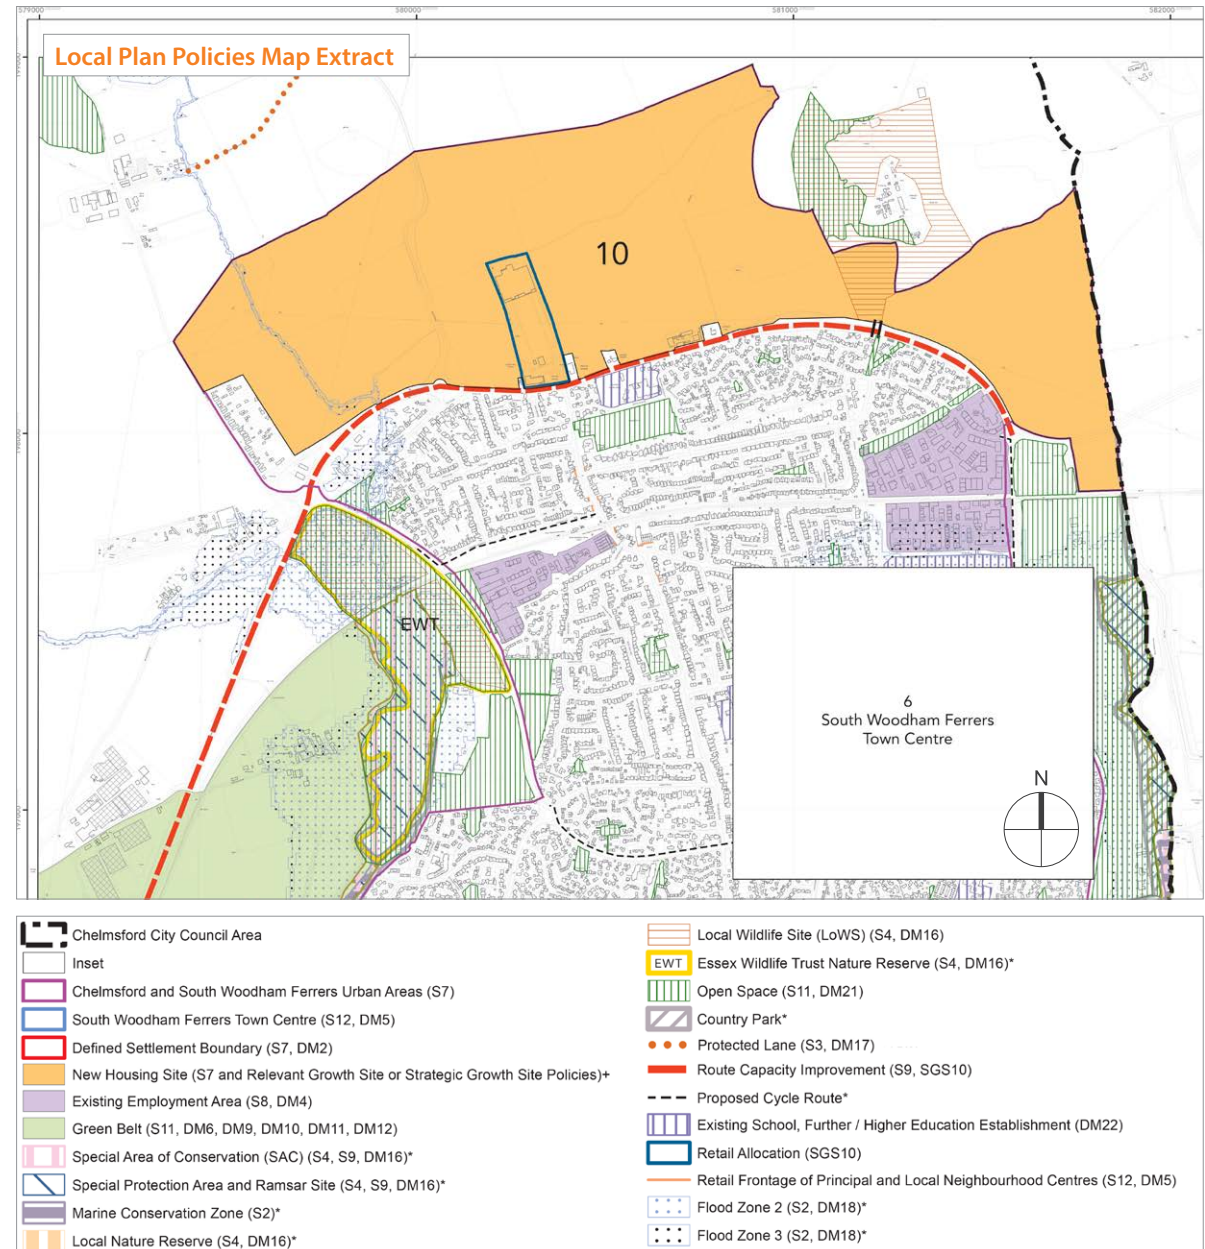 579000
580000
581000
582000
Local Plan Policies Map Extract
10
EWT
6
South Woodham Ferrers
Town Centre
N
Chelmsford City Council Area
Inset
Chelmsford and South Woodham Ferrers Urban Areas (S7)
South Woodham Ferrers Town Centre (S12, DM5)
Defined Settlement Boundary (S7, DM2)
New Housing Site (S7 and Relevant Growth Site or Strategic Growth Site Policies)+
Existing Employment Area (S8, DM4)
Green Belt (S11, DM6, DM9, DM10, DM11, DM12)
Special Area of Conservation (SAC) (S4, S9, DM16)*
Special Protection Area and Ramsar Site (S4, S9, DM16)*
Marine Conservation Zone (S2)*
Local Nature Reserve (S4, DM16)*
Local Wildlife Site (LoWS) (S4, DM16)
EWT Essex Wildlife Trust Nature Reserve (S4, DM16)*
Open Space (S11, DM21)
Country Park*
Protected Lane (S3, DM17)
Route Capacity Improvement (S9, SGS10)
Proposed Cycle Route*
Existing School, Further / Higher Education Establishment (DM22)
Retail Allocation (SGS10)
Retail Frontage of Principal and Local Neighbourhood Centres (S12, DM5)
Flood Zone 2 (S2, DM18)*
Flood Zone 3 (S2, DM18)*